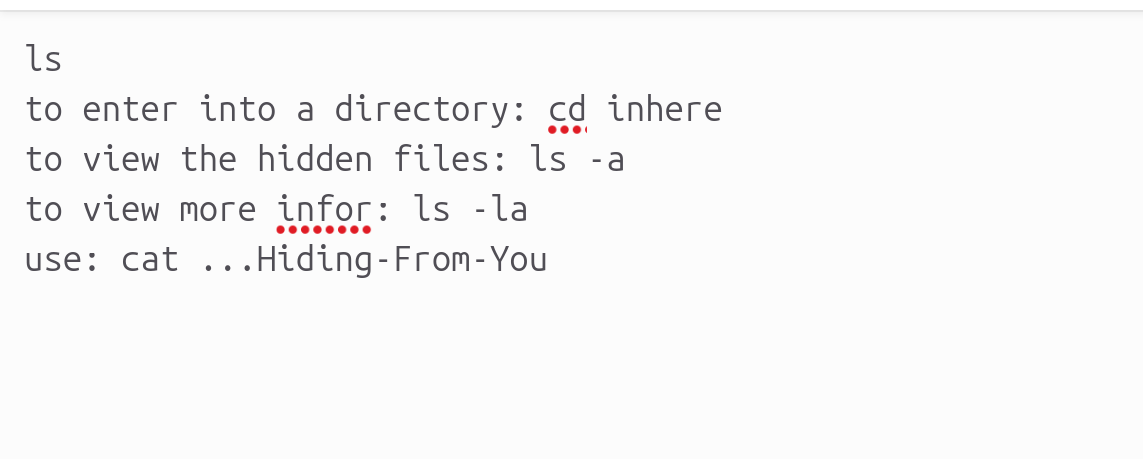 ls
to enter into a directory: cd inhere
to view the hidden files: ls -a
to view more infor: ls -la
use: cat ...Hiding-From-You